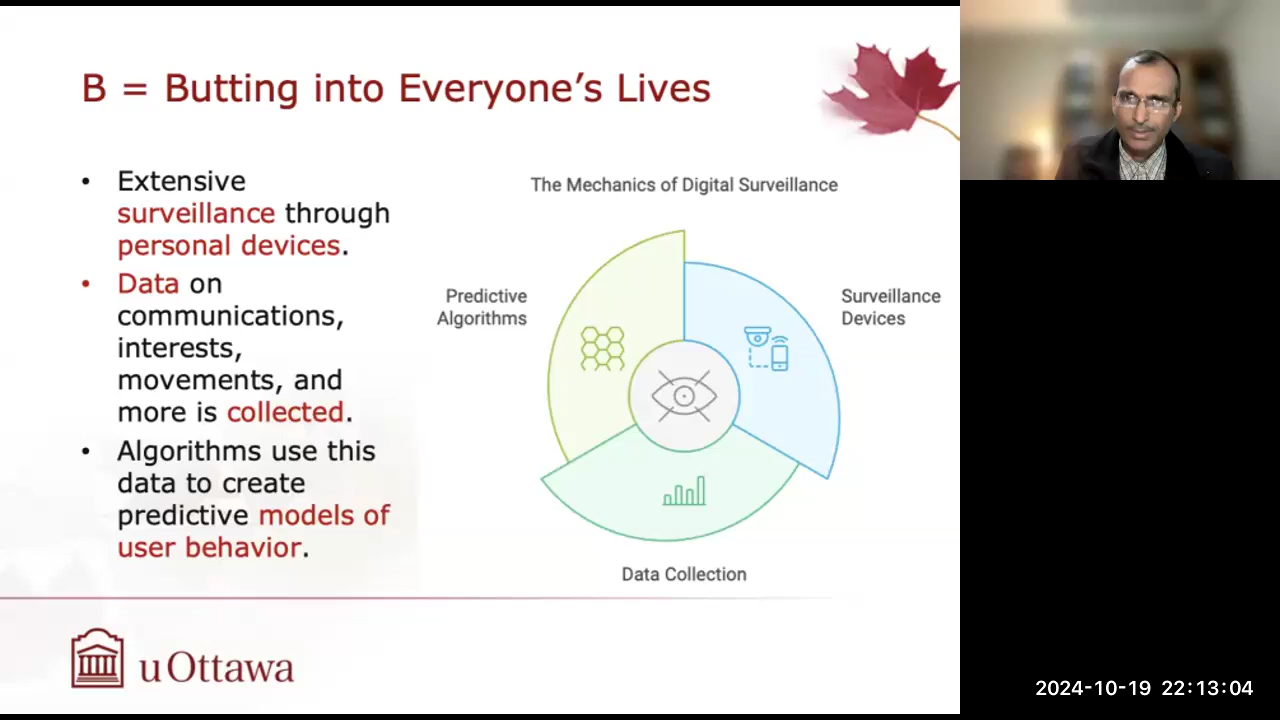 B = Butting into Everyone’s Lives
• Extensive
surveillance through
personal devices.
• Data on
communications,
interests,
movements, and
more is collected.
• Algorithms use this
data to create
predictive models of
user behavior.
The Mechanics of Digital Surveillance
Predictive
Algorithms
Surveillance
Devices
Data Collection
uOttawa
2024-10-19 22:13:04